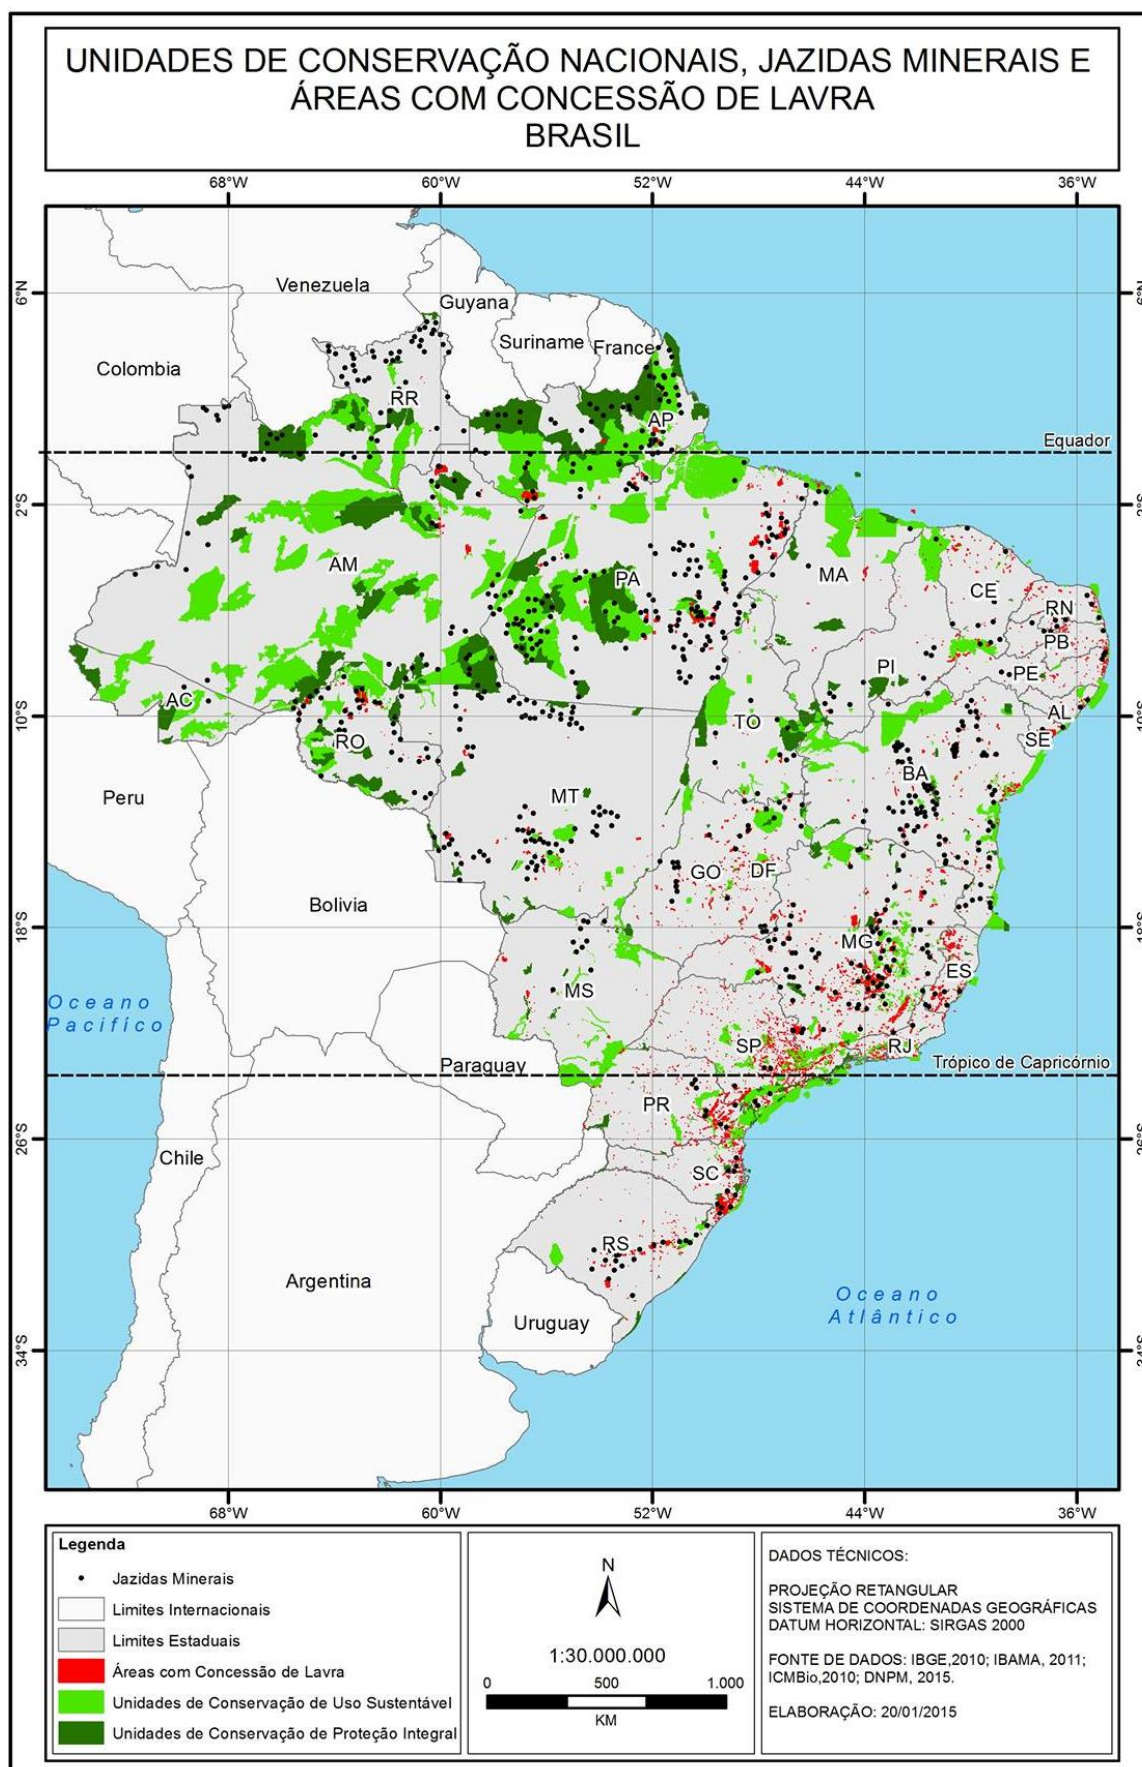 UNIDADES DE CONSERVAÇÃO NACIONAIS, JAZIDAS MINERAIS E
ÁREAS COM CONCESSÃO DE LAVRA
BRASIL
68°W
60°W
52°W
44°W
36°W
6°N
2°S
10°S
18°S
26°S
34°S
Venezuela
Guyana
Suriname
France
Colombia
RR
AP
Equador
AM
PA
MA
CE
RN
PB
PI
PE
AC
TO
AL
SE
RO
BA
Peru
MT
GO
DF
Bolivia
MG
ES
MS
Oceano
Pacifíco
SP
RJ
Paraguay
Trópico de Capricórnio
PR
Chile
SC
RS
Argentina
Uruguay
Oceano
Atlântico
6°N
2°S
10°S
18°S
26°S
34°S
68°W
60°W
52°W
44°W
36°W
Legenda
Jazidas Minerais
Limites Internacionais
Limites Estaduais
Áreas com Concessão de Lavra
Unidades de Conservação de Uso Sustentável
Unidades de Conservação de Proteção Integral
N
1:30.000.000
0 500 1.000
KM
DADOS TÉCNICOS:
PROJEÇÃO RETANGULAR
SISTEMA DE COORDENADAS GEOGRÁFICAS
DATUM HORIZONTAL: SIRGAS 2000
FONTE DE DADOS: IBGE,2010; IBAMA, 2011;
ICMBio,2010; DNPM, 2015.
ELABORAÇÃO: 20/01/2015